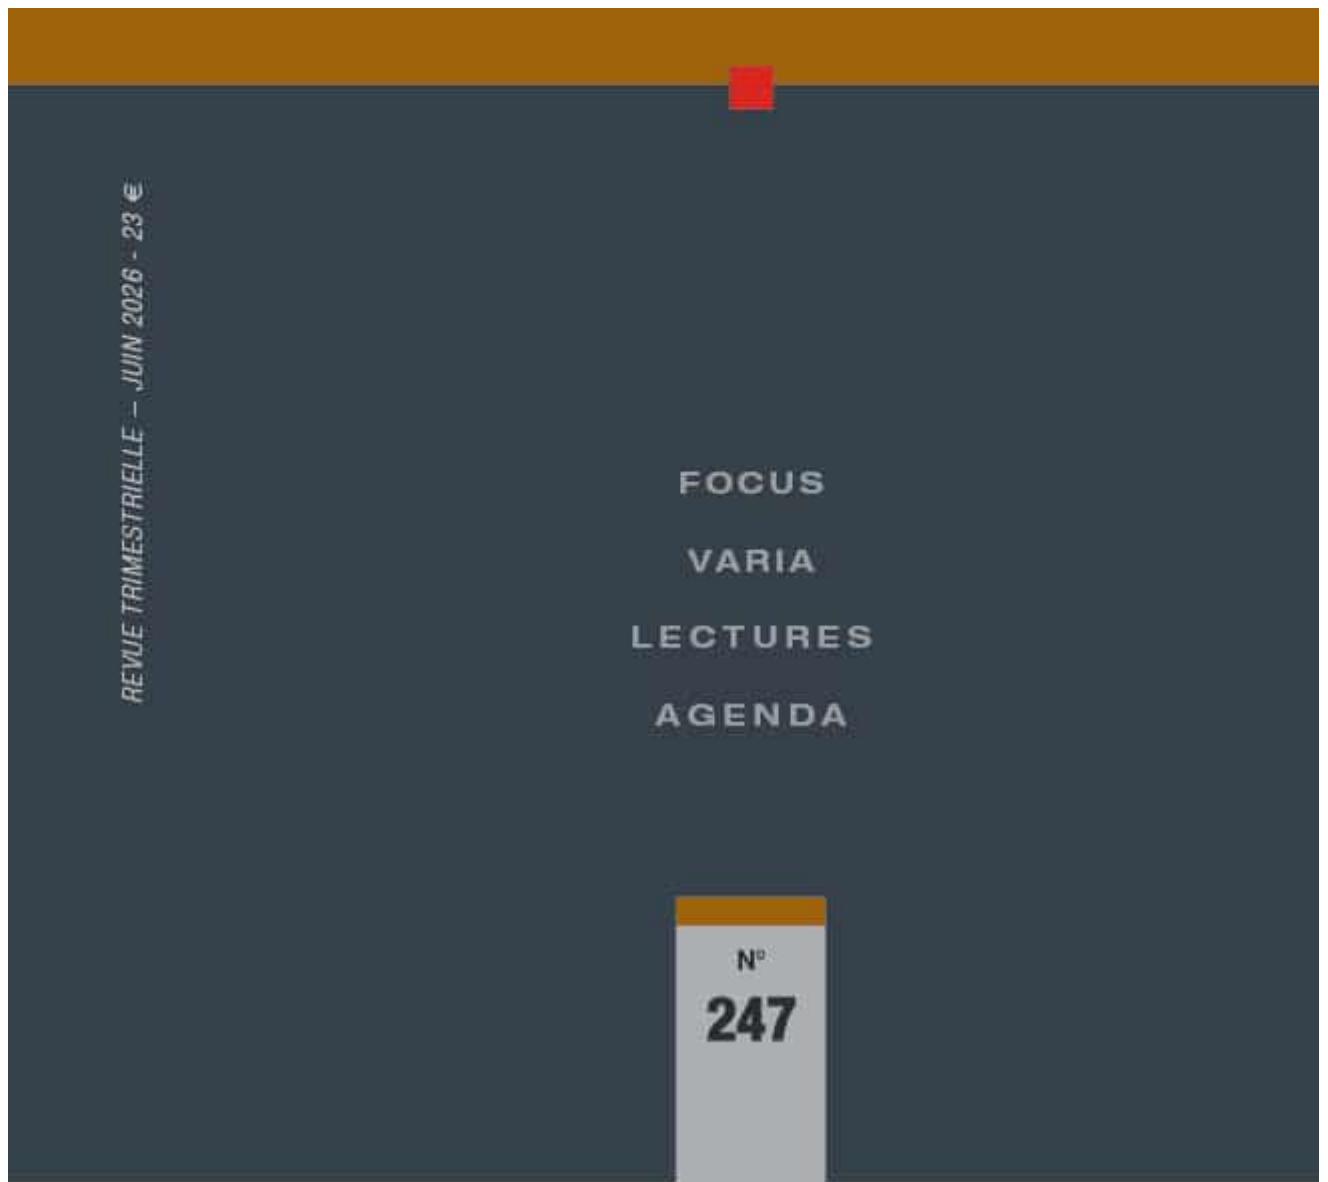 REVUE TRIMESTRIELLE – JUIN 2026 - 23 €
FOCUS
VARIA
LECTURES
AGENDA
N°
247